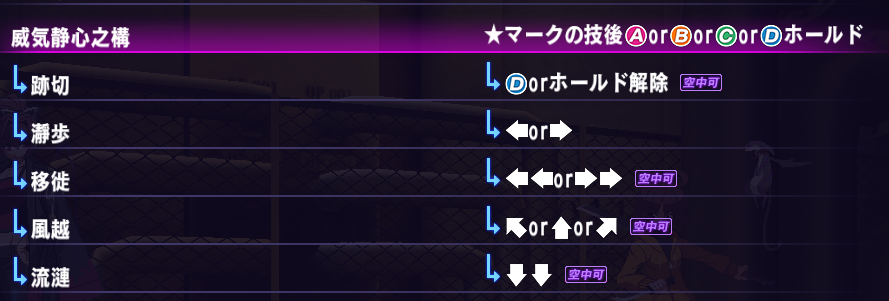 威気静心之構 ★マークの技後AorBorCorDホールド
跡切 Dorホールド解除 空中可
瀞歩 ←or→
移徙 ←←or→→ 空中可
風越 ↖or↑or↗ 空中可
流漣 ↓↓ 空中可